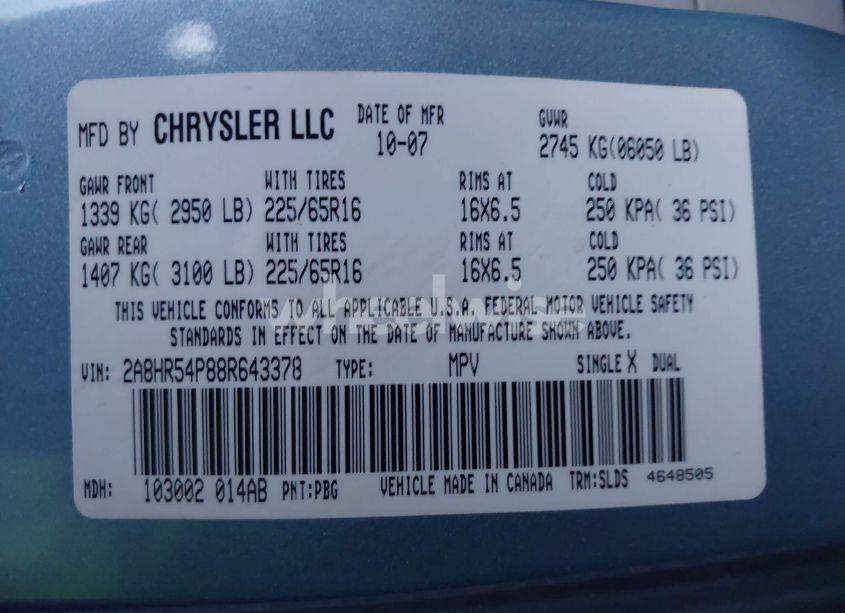 MFD BY CHRYSLER LLC DATE OF MFR 10-07 GVWR 2745 KG(06050 LB)
GAWR FRONT WITH TIRES RIMS AT COLD
1339 KG( 2950 LB) 225/65R16 16X6.5 250 KPA( 36 PSI)
GAWR REAR WITH TIRES RIMS AT COLD
1407 KG( 3100 LB) 225/65R16 16X6.5 250 KPA( 36 PSI)
THIS VEHICLE CONFORMS TO ALL APPLICABLE U.S.A. FEDERAL MOTOR VEHICLE SAFETY
STANDARDS IN EFFECT ON THE DATE OF MANUFACTURE SHOWN ABOVE.
VIN: 2A8HR54P88R643378 TYPE: MPV SINGLE X DUAL
MDH: 103002 014AB PNT:PBG VEHICLE MADE IN CANADA TRM:SLDS 4648505